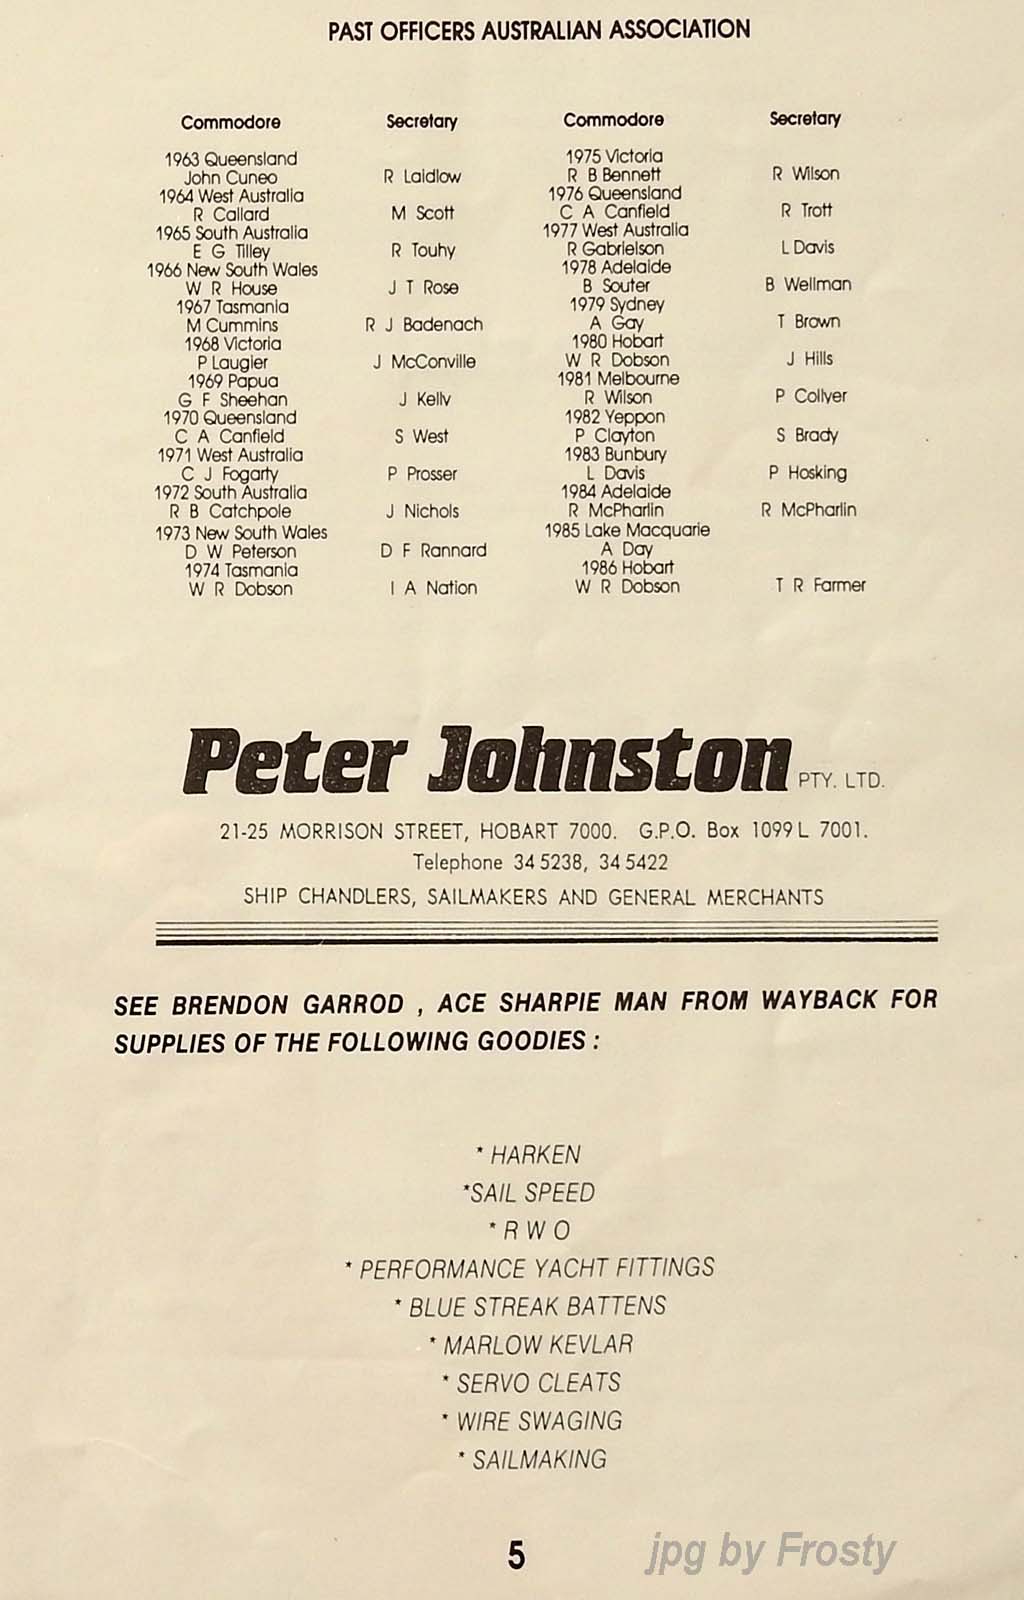 PAST OFFICERS AUSTRALIAN ASSOCIATION
Commodore Secretary
1963 Queensland
John Cuneo R Laidlow
1964 West Australia
R Callard M Scott
1965 South Australia
E G Tilley R Touhy
1966 New South Wales
W R House J T Rose
1967 Tasmania
M Cummins R J Badenach
1968 Victoria
P Laugier J McConville
1969 Papua
G F Sheehan J Kelly
1970 Queensland
C A Canfield S West
1971 West Australia
C J Fogarty P Prosser
1972 South Australia
R B Catchpole J Nichols
1973 New South Wales
D W Peterson D F Rannard
1974 Tasmania
W R Dobson I A Nation
Commodore Secretary
1975 Victoria
R B Bennett R Wilson
1976 Queensland
C A Canfield R Trott
1977 West Australia
R Gabrielson L Davis
1978 Adelaide
B Souter B Wellman
1979 Sydney
A Gay T Brown
1980 Hobart
W R Dobson J Hills
1981 Melbourne
R Wilson P Collyer
1982 Yeppon
P Clayton S Brady
1983 Bunbury
L Davis P Hosking
1984 Adelaide
R McPharlin R McPharlin
1985 Lake Macquarie
A Day
1986 Hobart
W R Dobson T R Farmer
Peter Johnston PTY. LTD.
21-25 MORRISON STREET, HOBART 7000. G.P.O. Box 1099 L 7001.
Telephone 34 5238, 34 5422
SHIP CHANDLERS, SAILMAKERS AND GENERAL MERCHANTS
SEE BRENDON GARROD , ACE SHARPIE MAN FROM WAYBACK FOR
SUPPLIES OF THE FOLLOWING GOODIES :
* HARKEN
*SAIL SPEED
* R W O
* PERFORMANCE YACHT FITTINGS
* BLUE STREAK BATTENS
* MARLOW KEVLAR
* SERVO CLEATS
* WIRE SWAGING
* SAILMAKING
5
jpg by Frosty